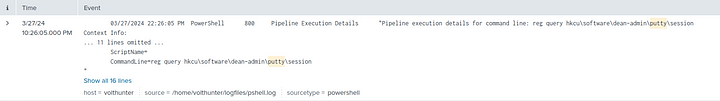 i Time Event
> 3/27/24 03/27/2024 22:26:05 PM PowerShell 800 Pipeline Execution Details "Pipeline execution details for command line: reg query hkcu\software\dean-admin\putty\session
10:26:05.000 PM Context Info:
... 11 lines omitted ...
ScriptName=
CommandLine=reg query hkcu\software\dean-admin\putty\session
"
Show all 16 lines
host = volthunter source = /home/volthunter/logfiles/pshell.log sourcetype = powershell